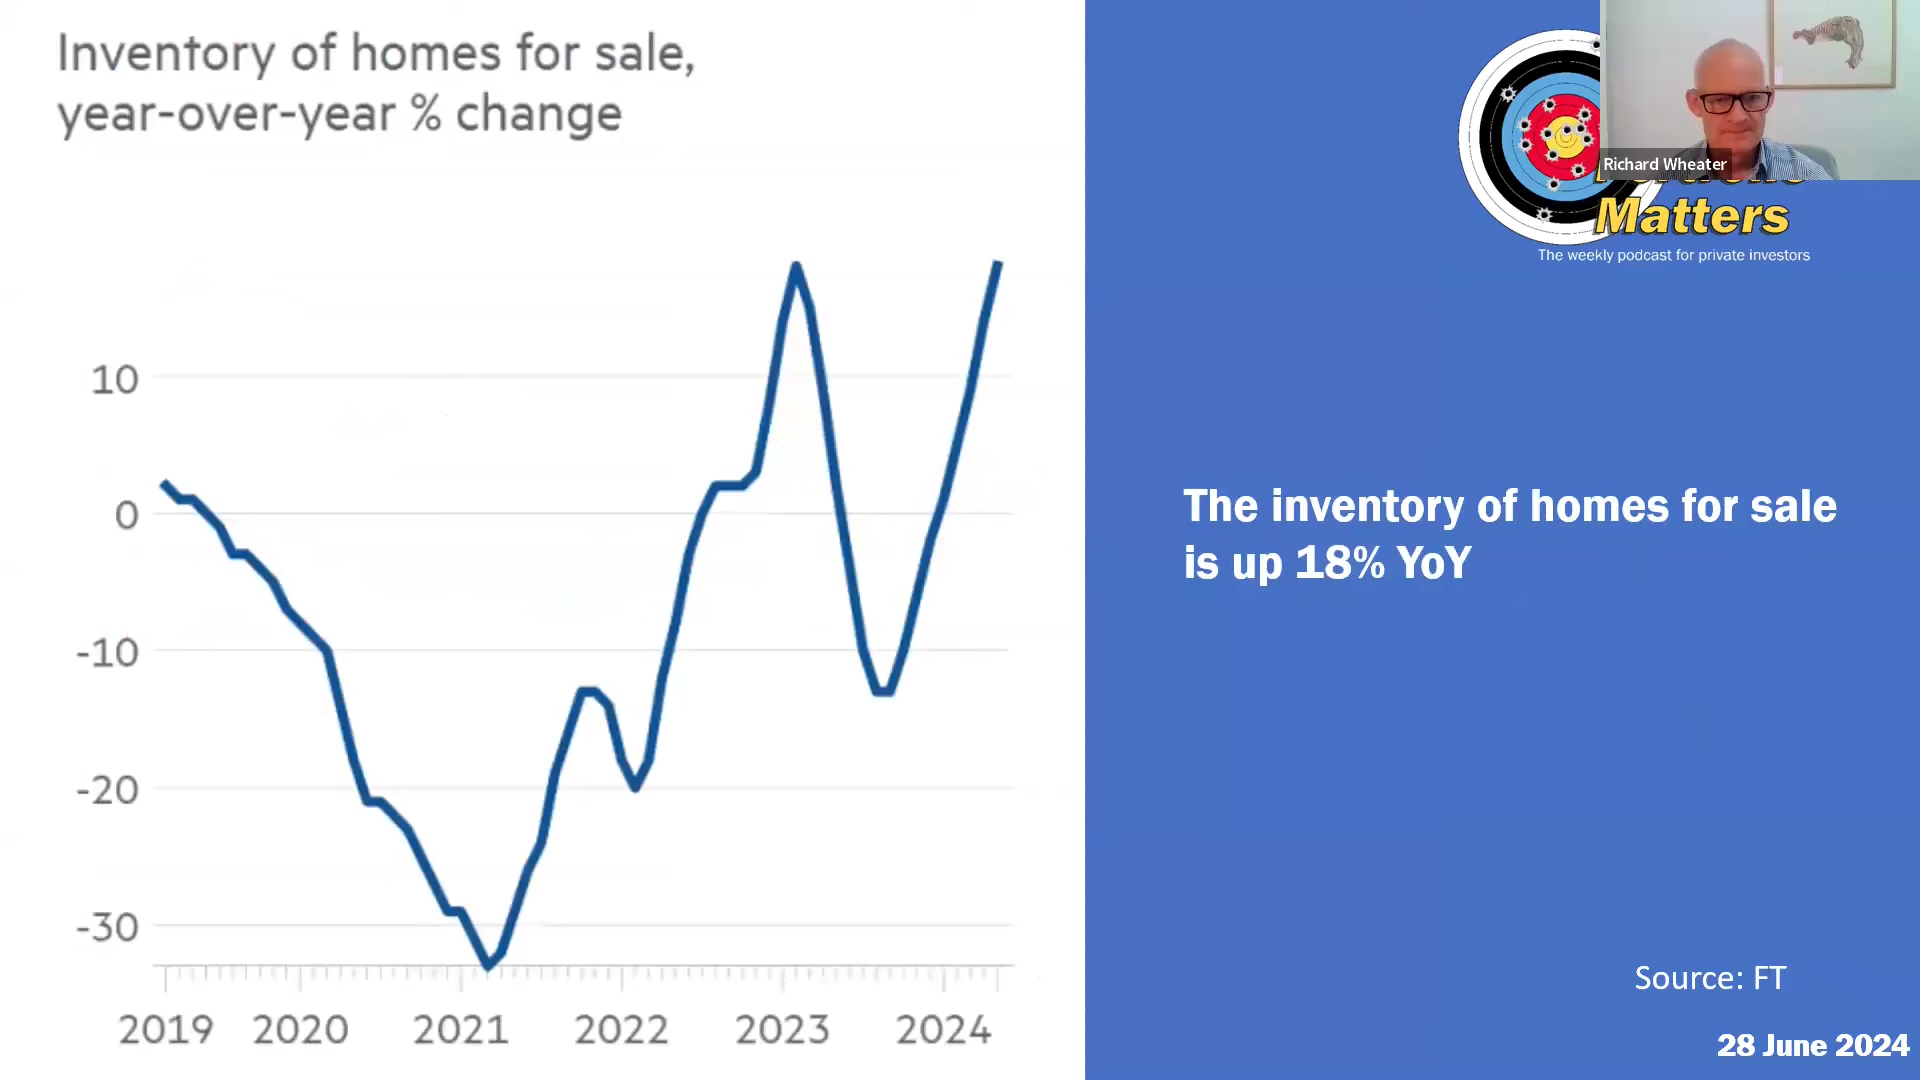 Inventory of homes for sale,
year-over-year % change
10
0
-10
-20
-30
2019 2020 2021 2022 2023 2024
Richard Wheater
Matters
The weekly podcast for private investors
The inventory of homes for sale
is up 18% YoY
Source: FT
28 June 2024